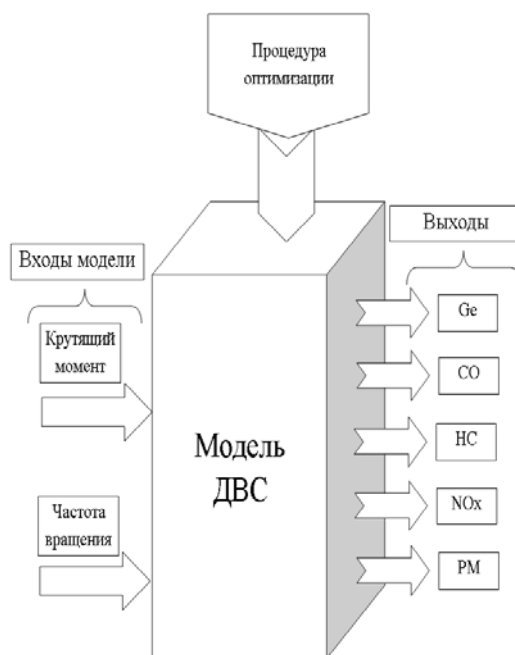 Процедура
оптимизации
Входы модели
Выходы
Крутящий
момент
Частота
вращения
Модель
ДВС
Ge
CO
HC
NOx
PM